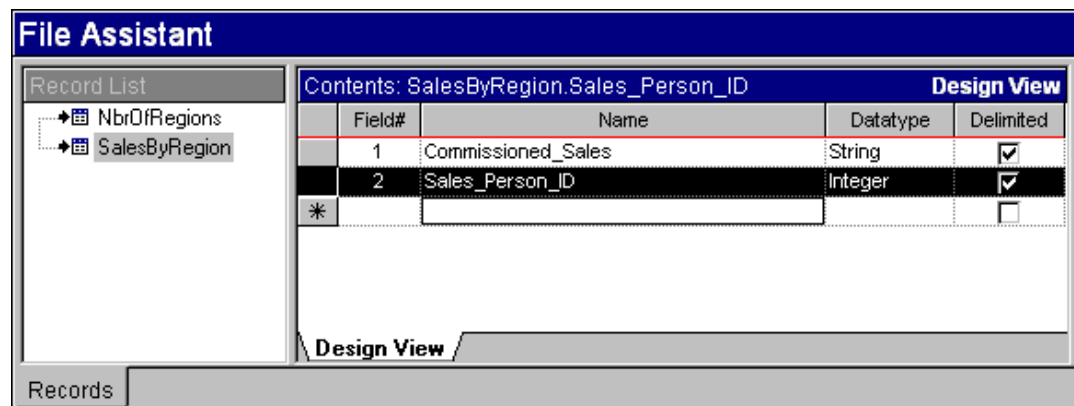 File Assistant
Record List
NbrOfRegions
SalesByRegion
Contents: SalesByRegion.Sales_Person_ID Design View
Field# Name Datatype Delimited
1 Commissioned_Sales String
2 Sales_Person_ID Integer
Design View
Records